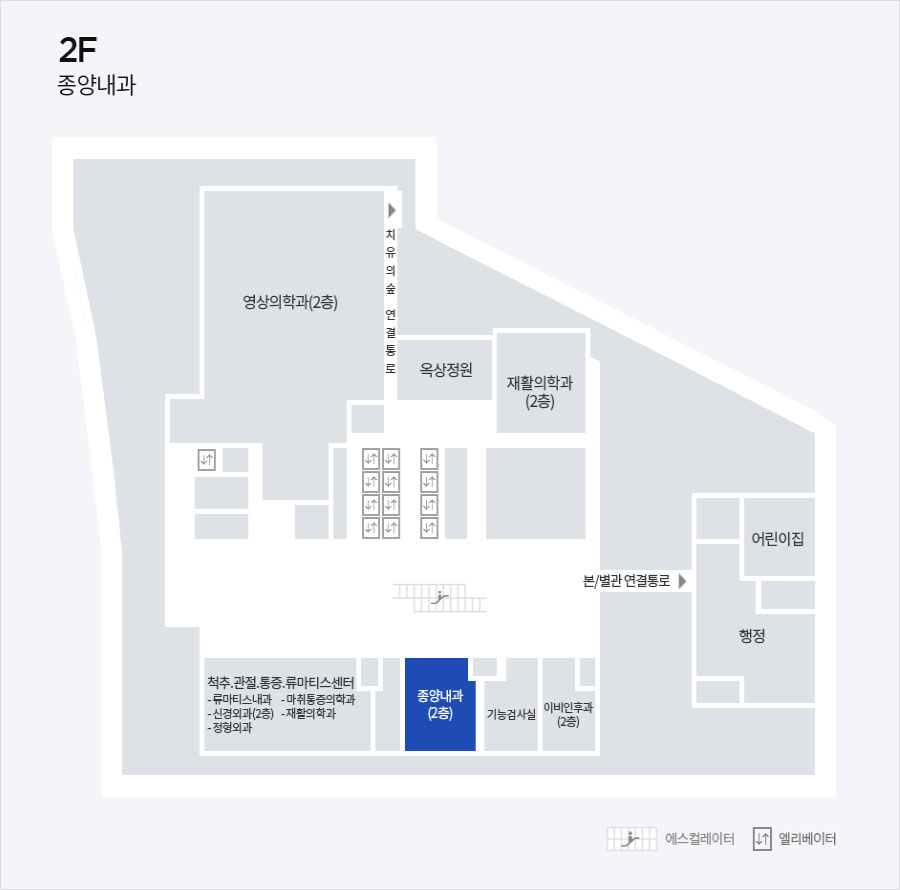 2F
종양내과
치유의숲 연결통로
영상의학과(2층)
옥상정원
재활의학과
(2층)
어린이집
본/별관 연결통로
행정
척추.관절.통증.류마티스센터
- 류마티스내과 - 마취통증의학과
- 신경외과(2층) - 재활의학과
- 정형외과
종양내과
(2층)
기능검사실
이비인후과
(2층)
에스컬레이터
엘리베이터